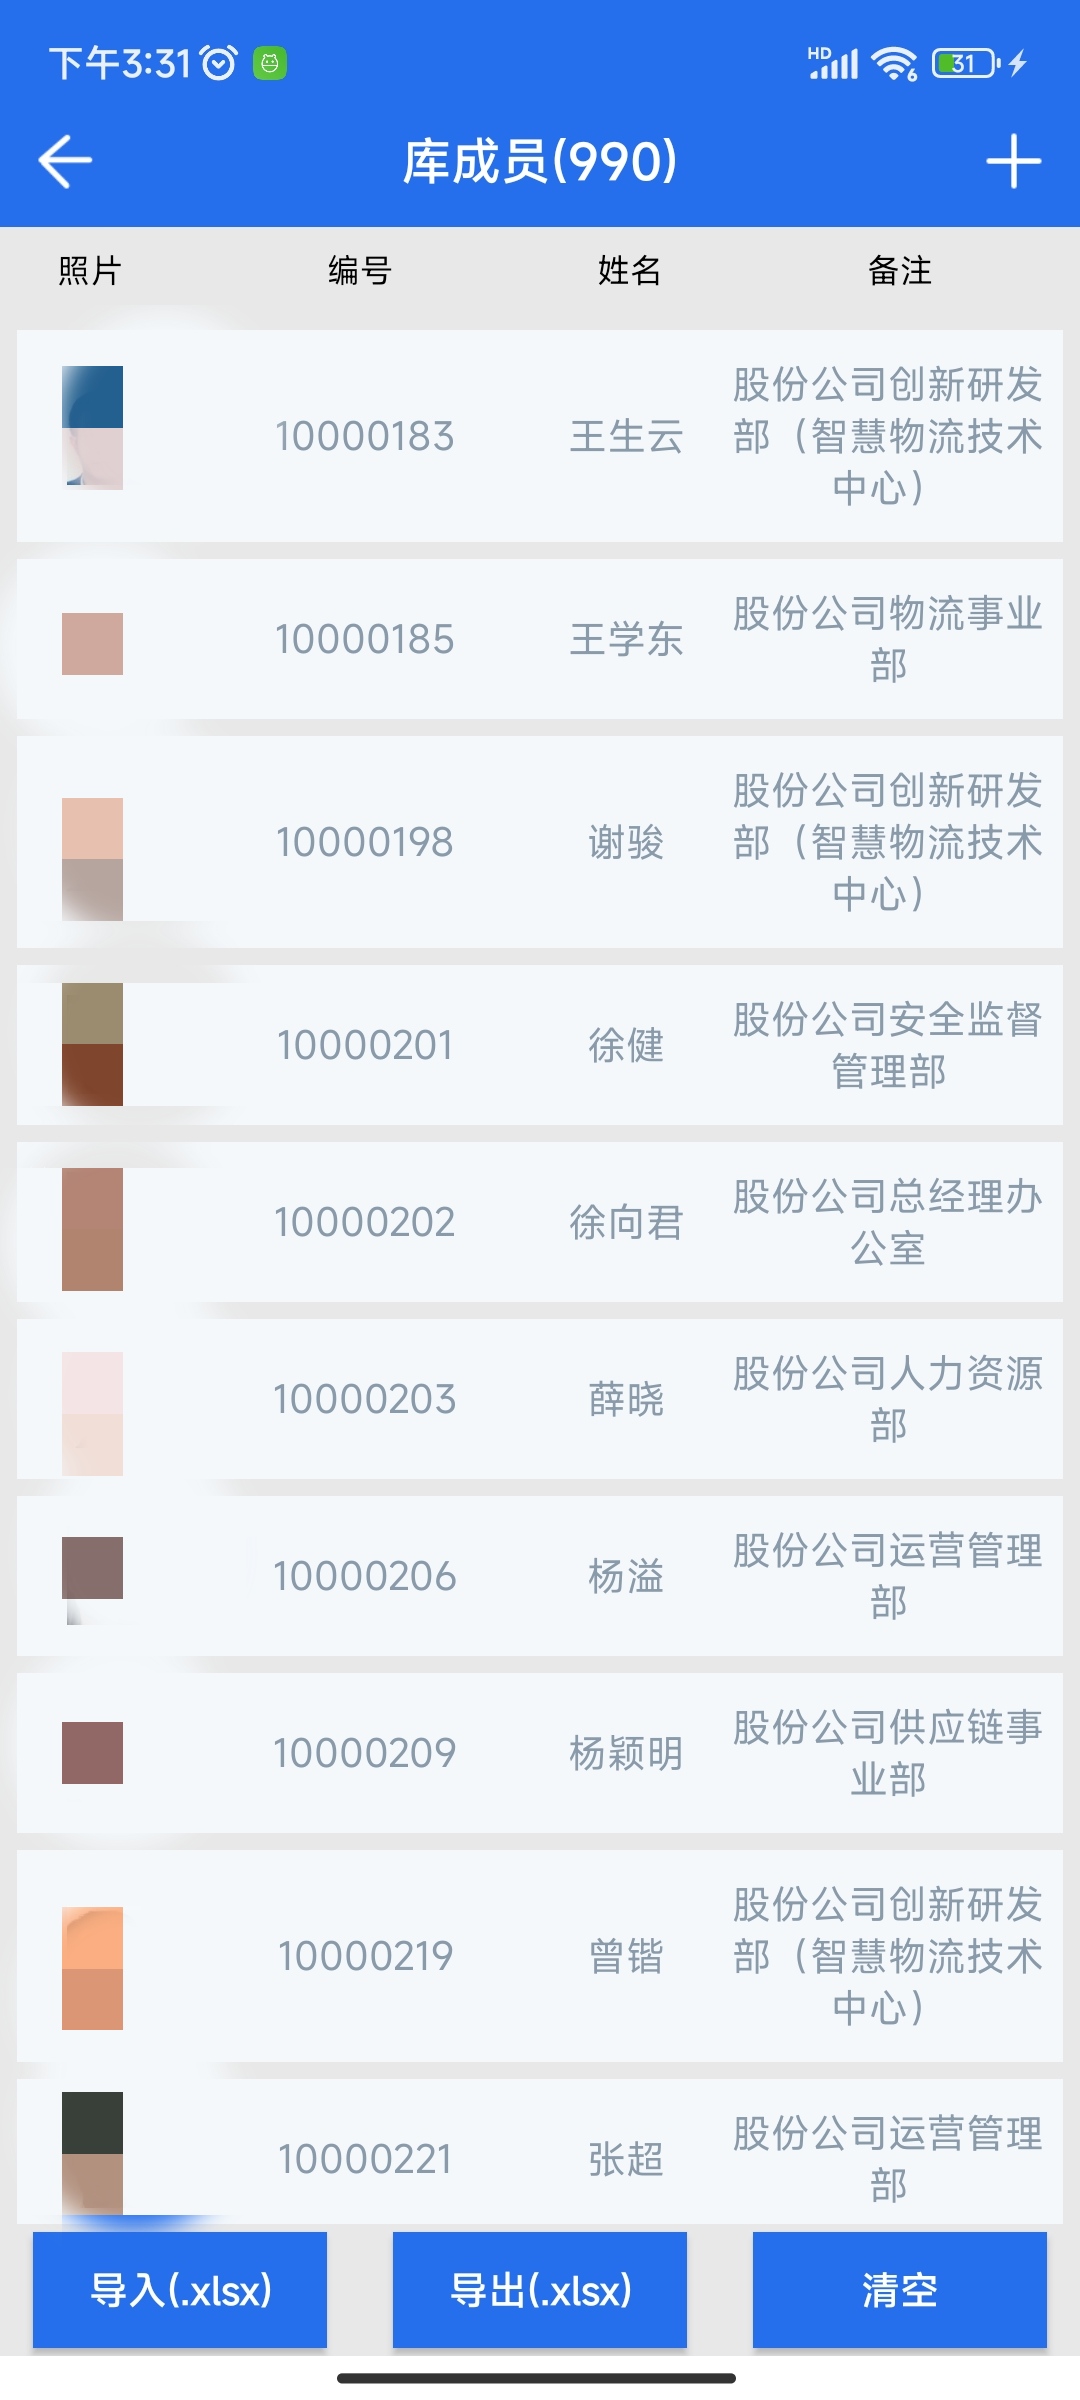 下午3:31
HD
6
31
库成员(990)
照片 编号 姓名 备注
10000183 王生云 股份公司创新研发
部（智慧物流技术
中心）
10000185 王学东 股份公司物流事业
部
10000198 谢骏 股份公司创新研发
部（智慧物流技术
中心）
10000201 徐健 股份公司安全监督
管理部
10000202 徐向君 股份公司总经理办
公室
10000203 薛晓 股份公司人力资源
部
10000206 杨溢 股份公司运营管理
部
10000209 杨颖明 股份公司供应链事
业部
10000219 曾锴 股份公司创新研发
部（智慧物流技术
中心）
10000221 张超 股份公司运营管理
部
导入(.xlsx) 导出(.xlsx) 清空